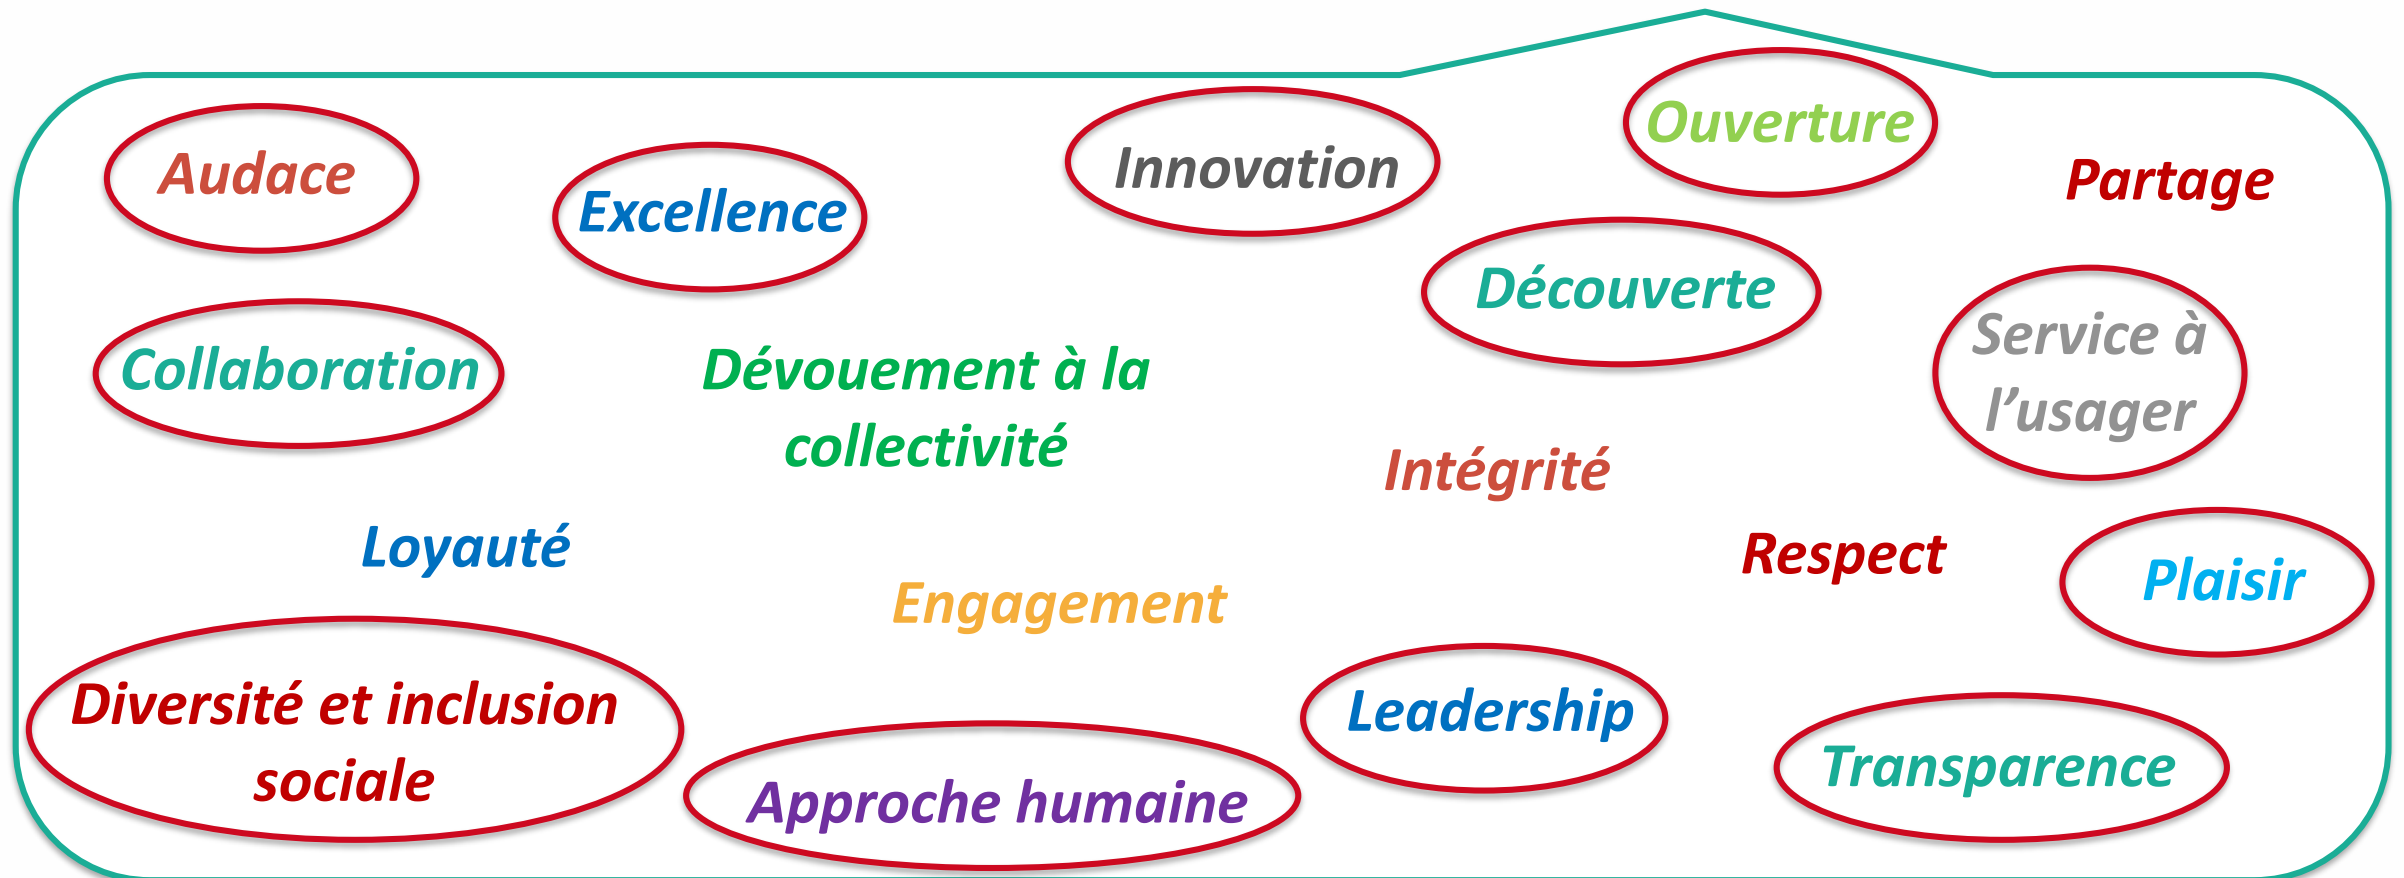 Ouverture
Innovation
Audace
Partage
Excellence
Découverte
Service à
l’usager
Collaboration
Dévouement à la
collectivité
Intégrité
Loyauté
Respect
Plaisir
Engagement
Diversité et inclusion
sociale
Leadership
Transparence
Approche humaine